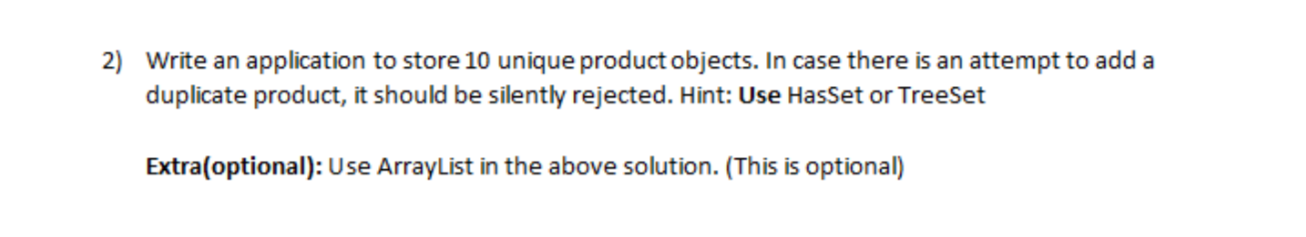 2) Write an application to store 10 unique product objects. In case there is an attempt to add a
duplicate product, it should be silently rejected. Hint: Use HasSet or TreeSet
Extra(optional): Use ArrayList in the above solution. (This is optional)